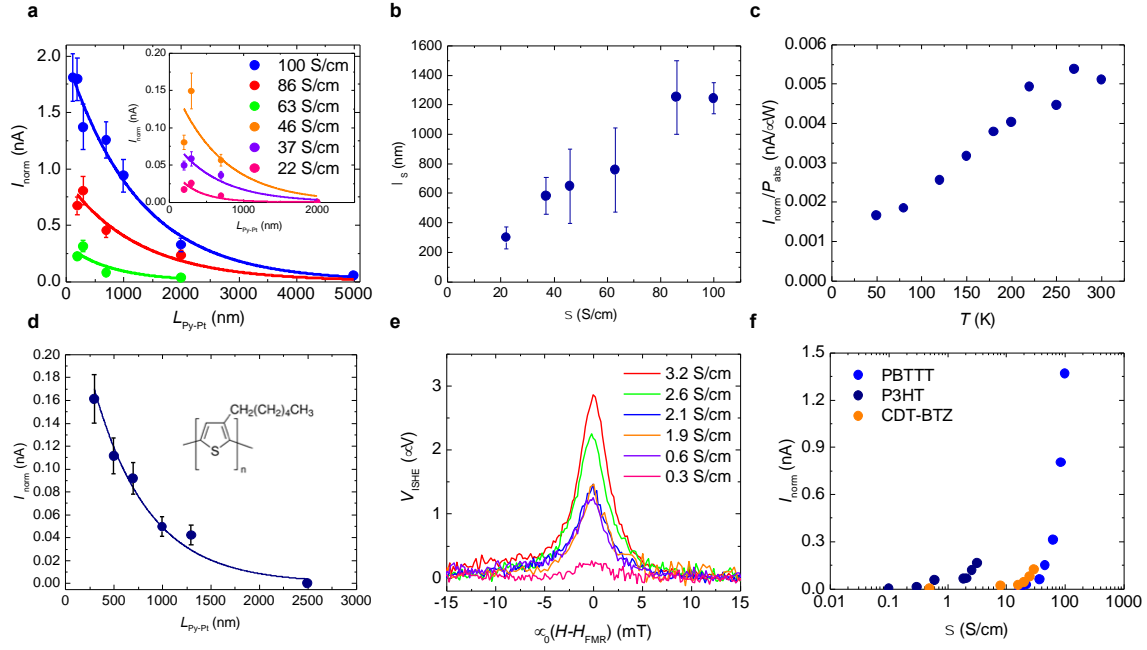 a
2.0
1.5
1.0
0.5
0.0
I_norm (nA)
0 1000 2000 3000 4000 5000
L_Py-Pt (nm)
100 S/cm
86 S/cm
63 S/cm
46 S/cm
37 S/cm
22 S/cm
0.20
0.15
0.10
0.05
0.00
I_norm (nA)
0 1000 2000
L_Py-Pt (nm)
b
1600
1400
1200
1000
800
600
400
200
0
l_s (nm)
0 20 40 60 80 100
s (S/cm)
c
0.006
0.005
0.004
0.003
0.002
0.001
0.000
I_norm/P_abs (nA/∝W)
0 50 100 150 200 250 300
T (K)
d
0.20
0.18
0.16
0.14
0.12
0.10
0.08
0.06
0.04
0.02
0.00
I_norm (nA)
0 500 1000 1500 2000 2500 3000
L_Py-Pt (nm)
CH2(CH2)4CH3
S
n
e
3
2
1
0
V_ISHE (∝V)
-15 -10 -5 0 5 10 15
∝0(H-H_FMR) (mT)
3.2 S/cm
2.6 S/cm
2.1 S/cm
1.9 S/cm
0.6 S/cm
0.3 S/cm
f
1.5
1.2
0.9
0.6
0.3
0.0
I_norm (nA)
0.01 0.1 1 10 100 1000
s (S/cm)
PBTTT
P3HT
CDT-BTZ